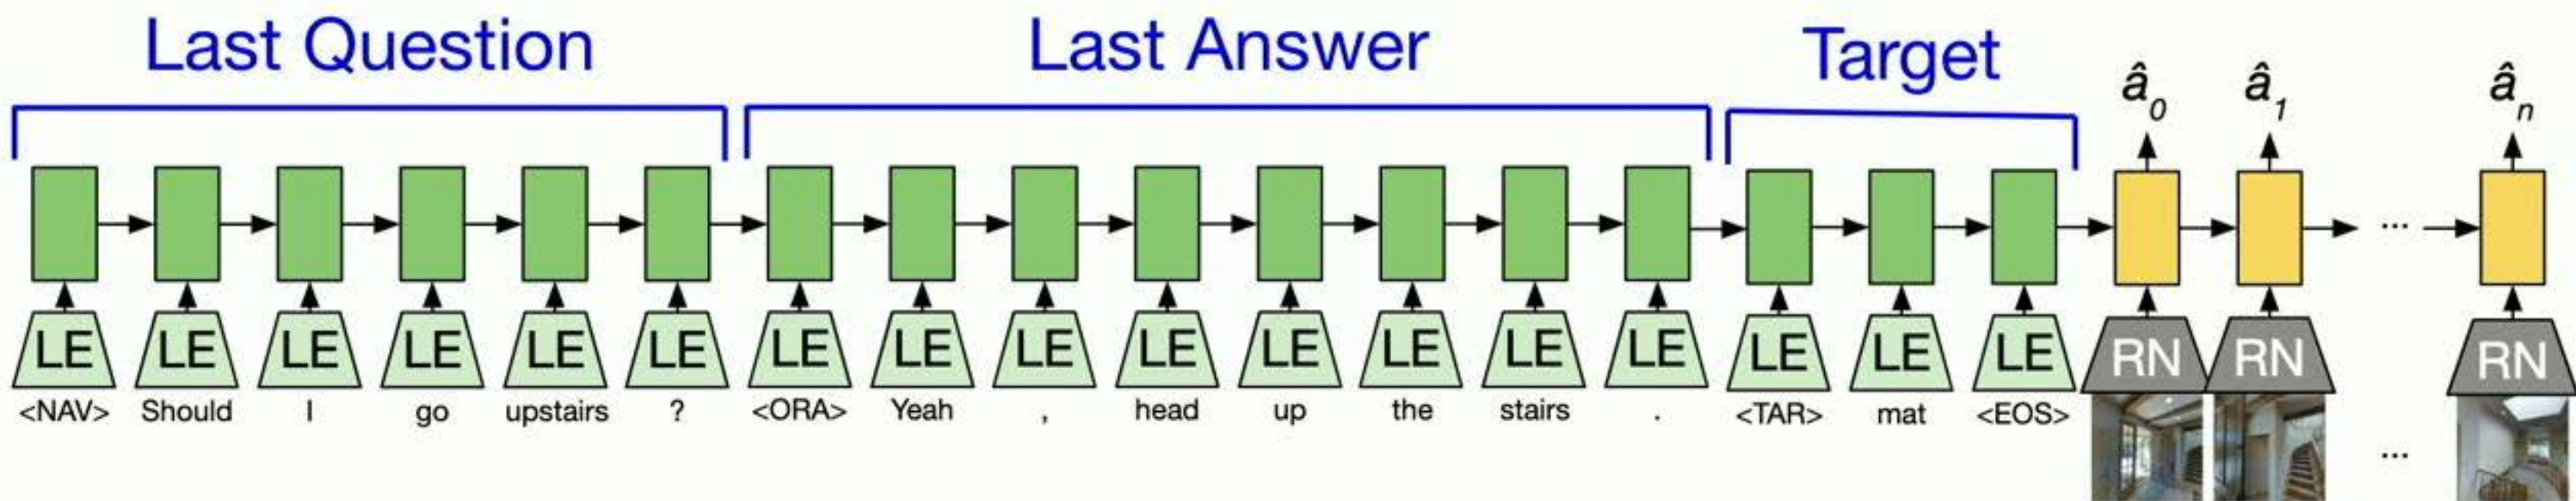 Last Question Last Answer Target
â0 â1 ân
... 
LE LE LE LE LE LE LE LE LE LE LE LE LE LE LE LE LE RN RN RN
<NAV> Should I go upstairs ? <ORA> Yeah , head up the stairs . <TAR> mat <EOS>
...